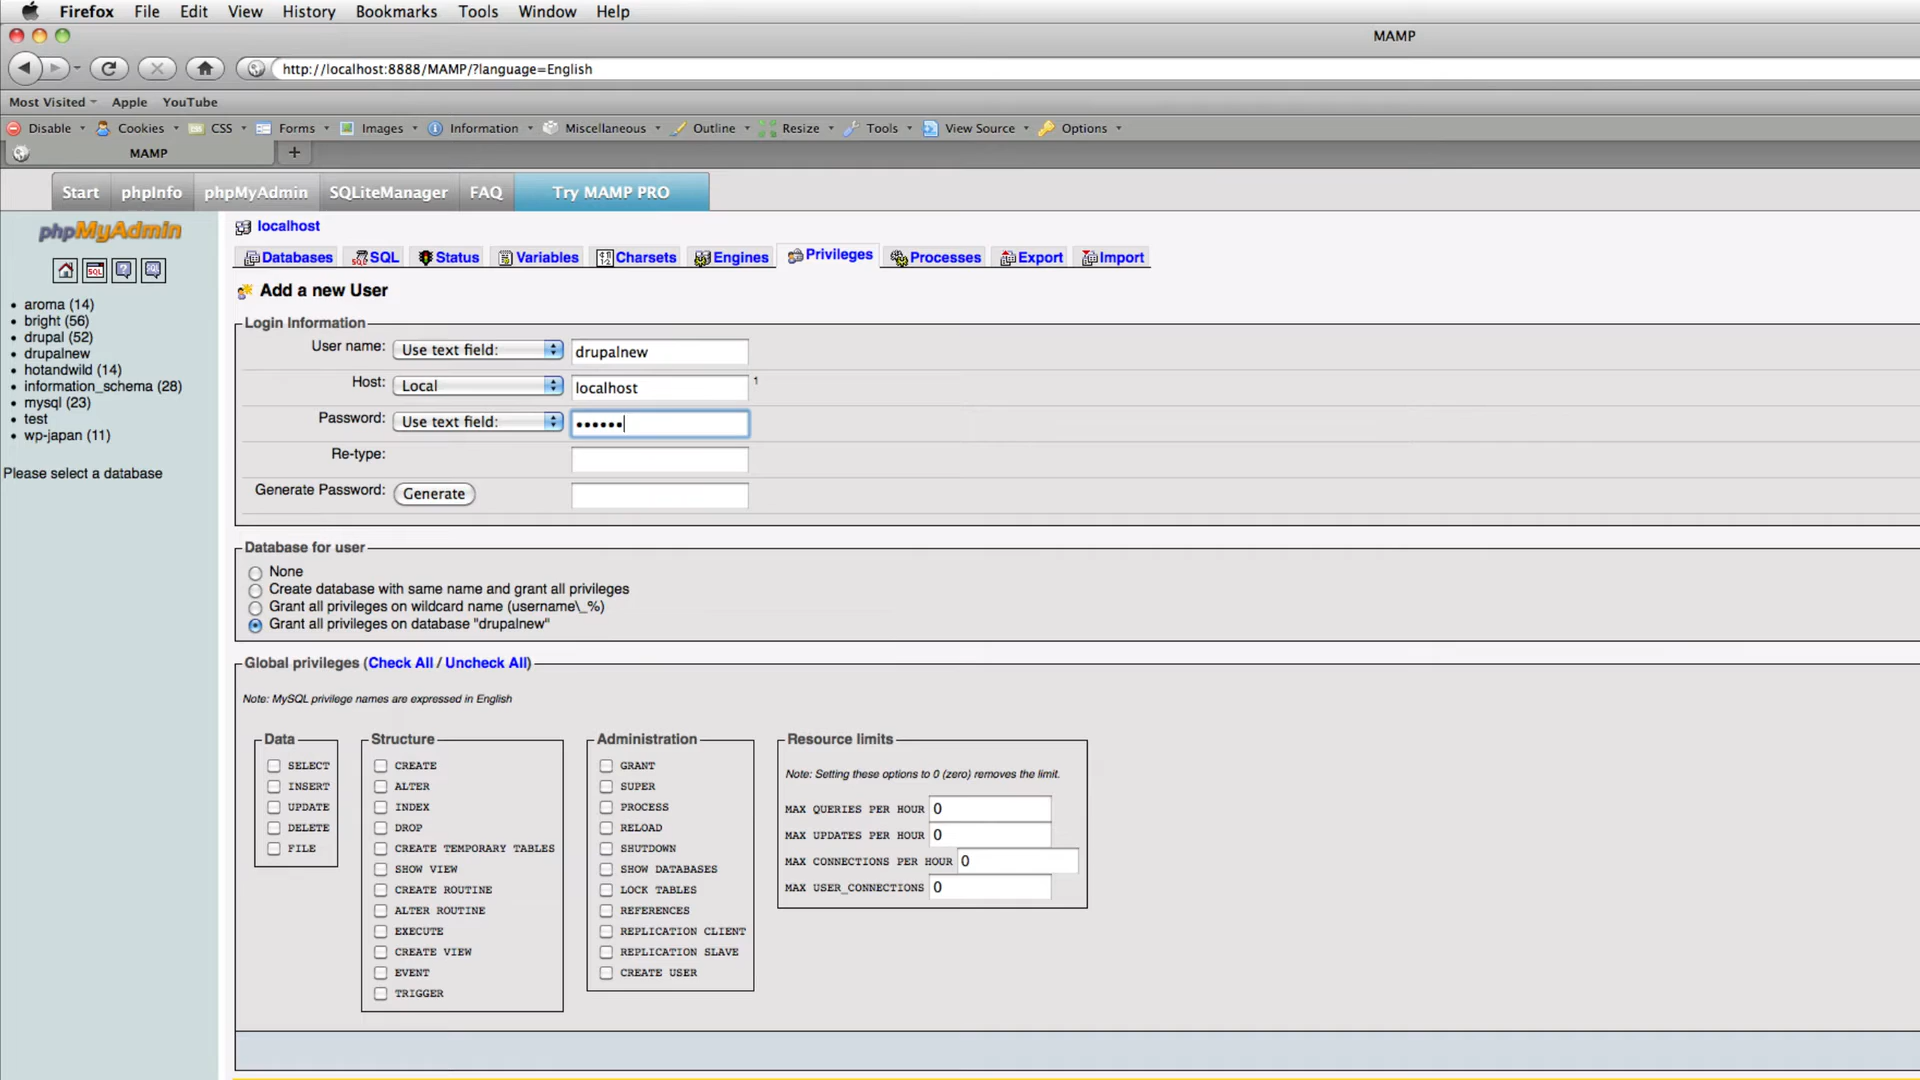 Firefox File Edit View History Bookmarks Tools Window Help
MAMP
http://localhost:8888/MAMP/?language=English
Most Visited Apple YouTube
Disable Cookies CSS Forms Images Information Miscellaneous Outline Resize Tools View Source Options
MAMP +
Start phpInfo phpMyAdmin SQLiteManager FAQ Try MAMP PRO
phpMyAdmin
SQL
aroma (14)
bright (56)
drupal (52)
drupalnew
hotandwild (14)
information_schema (28)
mysql (23)
test
wp-japan (11)
Please select a database
localhost
Databases SQL Status Variables Charsets Engines Privileges Processes Export Import
Add a new User
Login Information
User name: Use text field: drupalnew
Host: Local localhost 1
Password: Use text field: ••••••
Re-type:
Generate Password: Generate
Database for user
None
Create database with same name and grant all privileges
Grant all privileges on wildcard name (username\_%)
Grant all privileges on database "drupalnew"
Global privileges (Check All / Uncheck All)
Note: MySQL privilege names are expressed in English
Data
SELECT
INSERT
UPDATE
DELETE
FILE
Structure
CREATE
ALTER
INDEX
DROP
CREATE TEMPORARY TABLES
SHOW VIEW
CREATE ROUTINE
ALTER ROUTINE
EXECUTE
CREATE VIEW
EVENT
TRIGGER
Administration
GRANT
SUPER
PROCESS
RELOAD
SHUTDOWN
SHOW DATABASES
LOCK TABLES
REFERENCES
REPLICATION CLIENT
REPLICATION SLAVE
CREATE USER
Resource limits
Note: Setting these options to 0 (zero) removes the limit.
MAX QUERIES PER HOUR 0
MAX UPDATES PER HOUR 0
MAX CONNECTIONS PER HOUR 0
MAX USER_CONNECTIONS 0